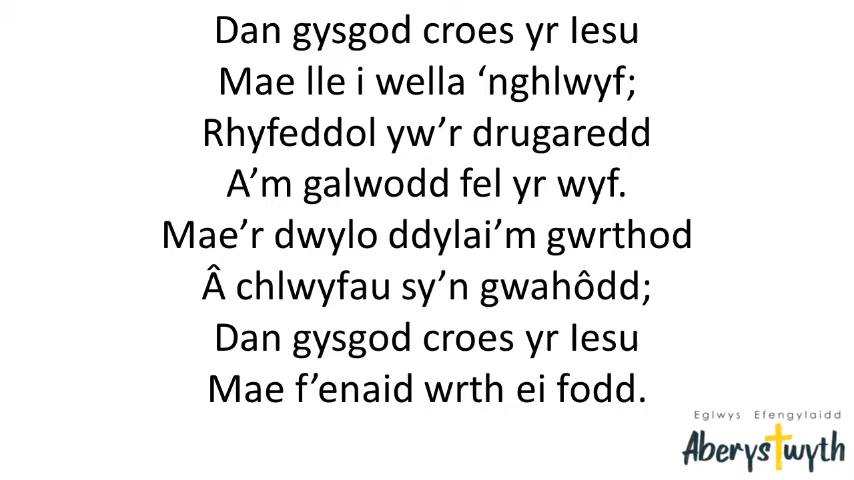 Dan gysgod croes yr Iesu
Mae lle i wella ‘nghlwyf;
Rhyfeddol yw’r drugaredd
A’m galwodd fel yr wyf.
Mae’r dwylo ddylai’m gwrthod
Â chlwyfau sy’n gwahôdd;
Dan gysgod croes yr Iesu
Mae f’enaid wrth ei fodd.
Eglwys Efengylaidd
Aberystwyth